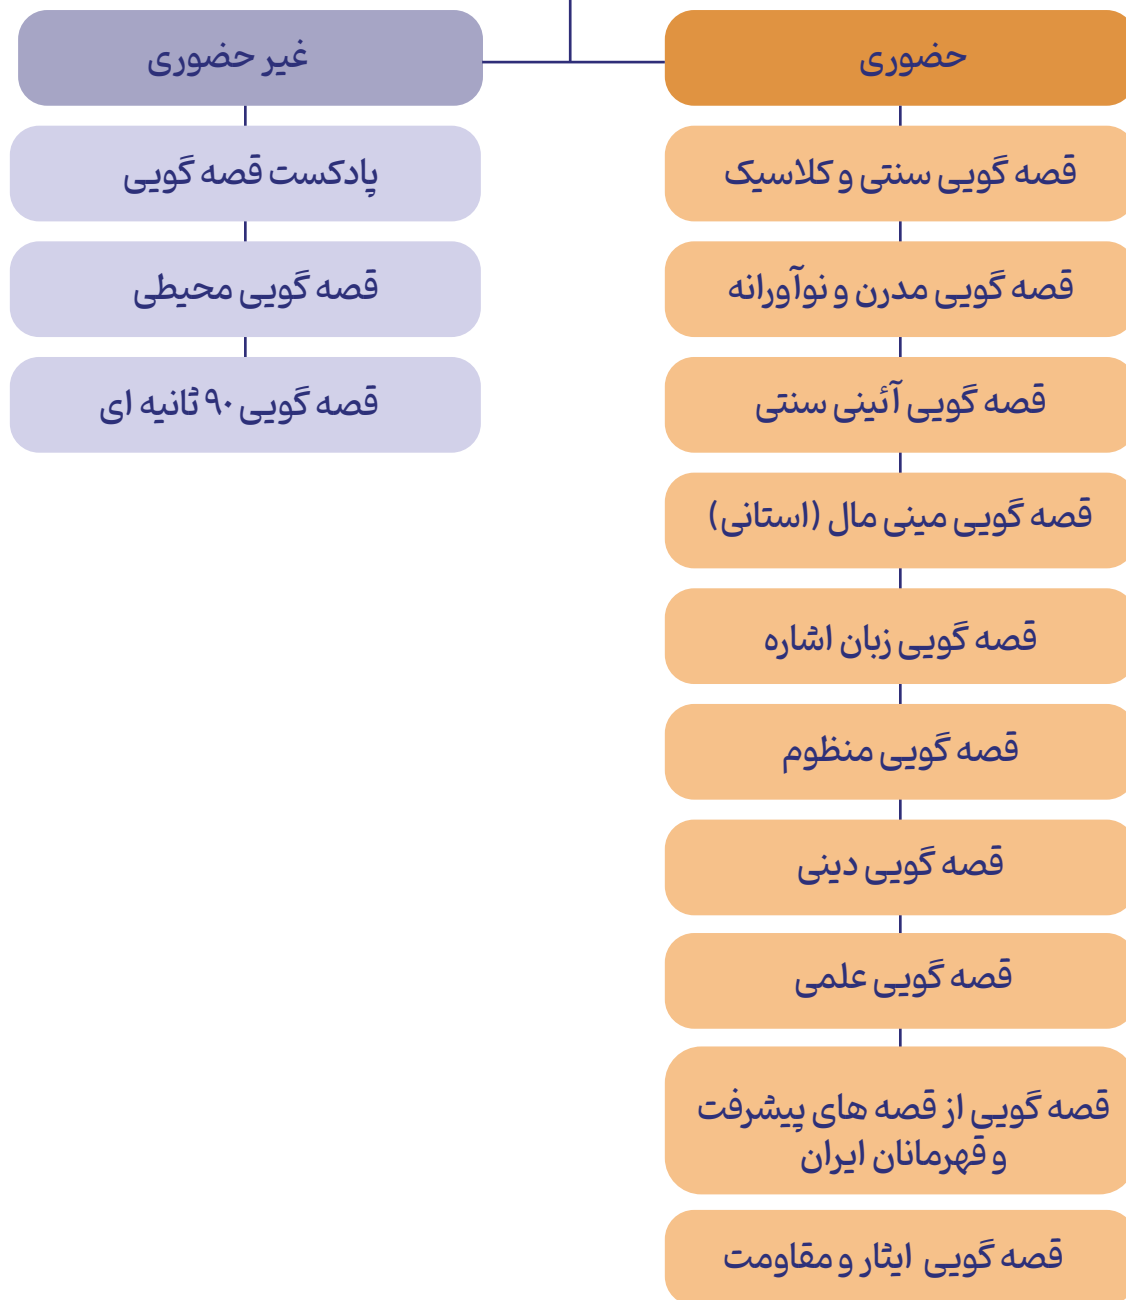 حضوری
قصه گویی سنتی و کلاسیک
قصه گویی مدرن و نوآورانه
قصه گویی آئینی سنتی
قصه گویی مینی مال (استانی)
قصه گویی زبان اشاره
قصه گویی منظوم
قصه گویی دینی
قصه گویی علمی
قصه گویی از قصه های پیشرفت
و قهرمانان ایران
قصه گویی ایثار و مقاومت
غیر حضوری
پادکست قصه گویی
قصه گویی محیطی
قصه گویی ۹۰ ثانیه ای